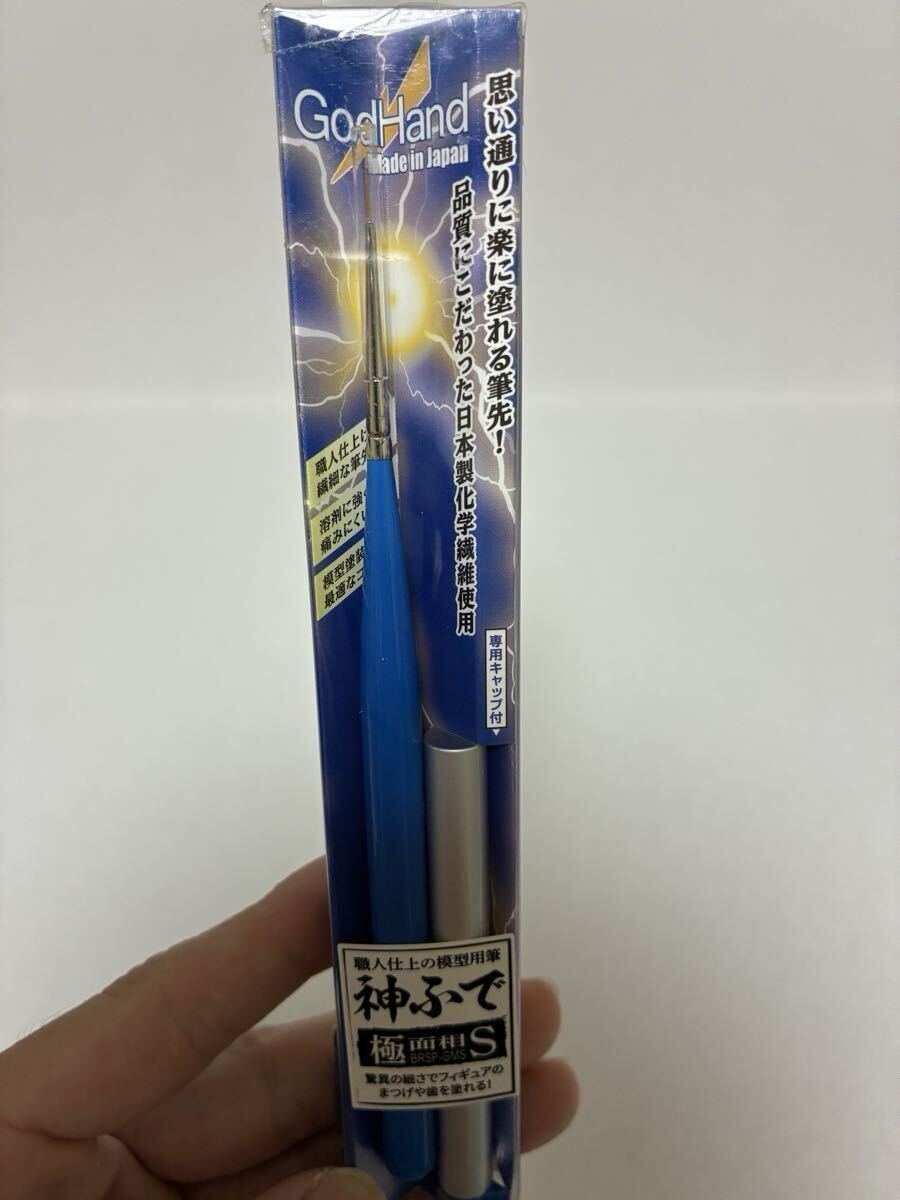 GodHand
Made in Japan
思い通りに楽に塗れる筆先！
品質にこだわった日本製化学繊維使用
職人仕上げ
繊細な筆先
溶剤に強く
痛みにくい
模型塗装
最適なコ
専用キャップ付
職人仕上の模型用筆
神ふで
極 面相 S
BRSP-GMS
驚異の細さでフィギュアの
まつげや歯を塗れる！